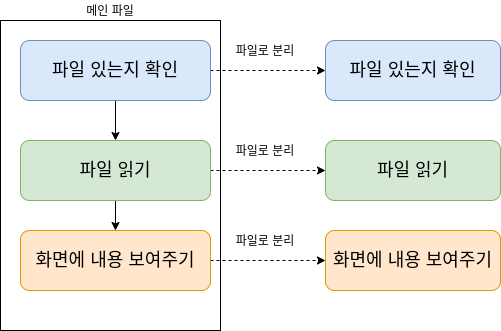 메인 파일
파일 있는지 확인
파일로 분리
파일 있는지 확인
파일 읽기
파일로 분리
파일 읽기
화면에 내용 보여주기
파일로 분리
화면에 내용 보여주기